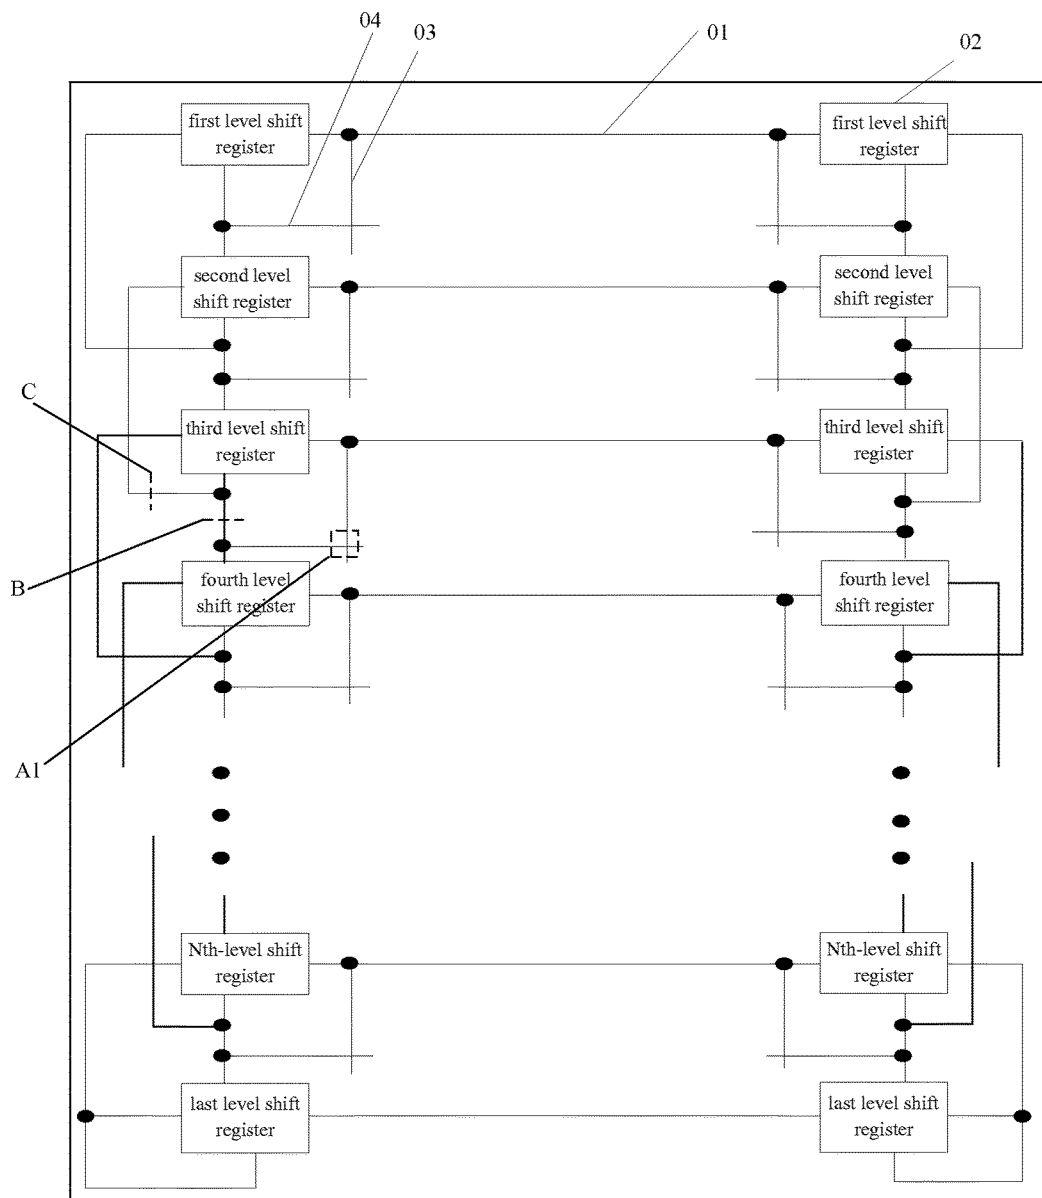 04
03
01
02
first level shift
register
first level shift
register
second level
shift register
second level
shift register
C
third level shift
register
third level shift
register
B
fourth level
shift register
fourth level
shift register
A1
Nth-level shift
register
Nth-level shift
register
last level shift
register
last level shift
register